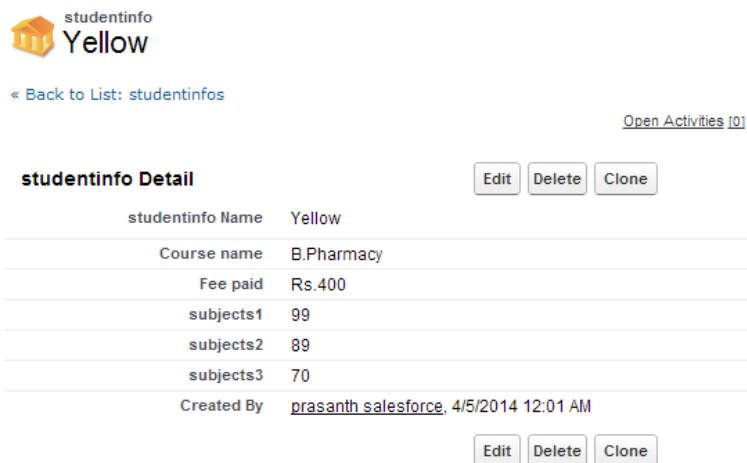 studentinfo
Yellow
« Back to List: studentinfos
Open Activities [0]
studentinfo Detail Edit Delete Clone
studentinfo Name Yellow
Course name B.Pharmacy
Fee paid Rs.400
subjects1 99
subjects2 89
subjects3 70
Created By prasanth salesforce, 4/5/2014 12:01 AM
Edit Delete Clone